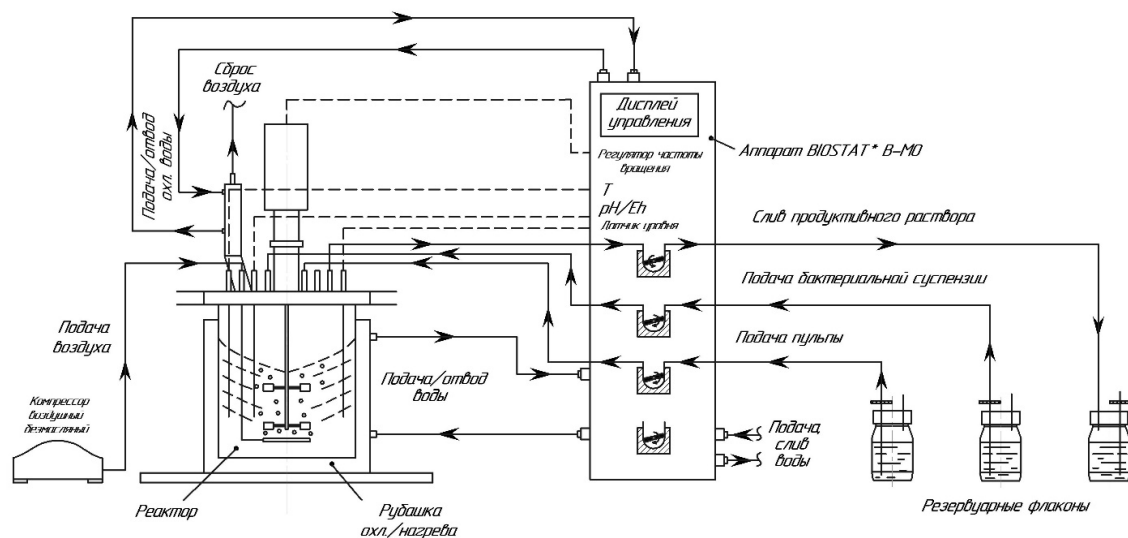 Сброс
воздуха
Подача/отвод
охл. воды
Дисплей
управления
Аппарат BIOSTAT* B-MO
Регулятор частоты
вращения
T
pH/Eh
Датчик уровня
Слив продуктивного раствора
Подача бактериальной суспензии
Подача пульпы
Подача
воздуха
Подача/отвод
воды
Компрессор
воздушный
безмасляный
Подача,
слив
воды
Реактор
Рубашка
охл./нагрева
Резервуарные флаконы